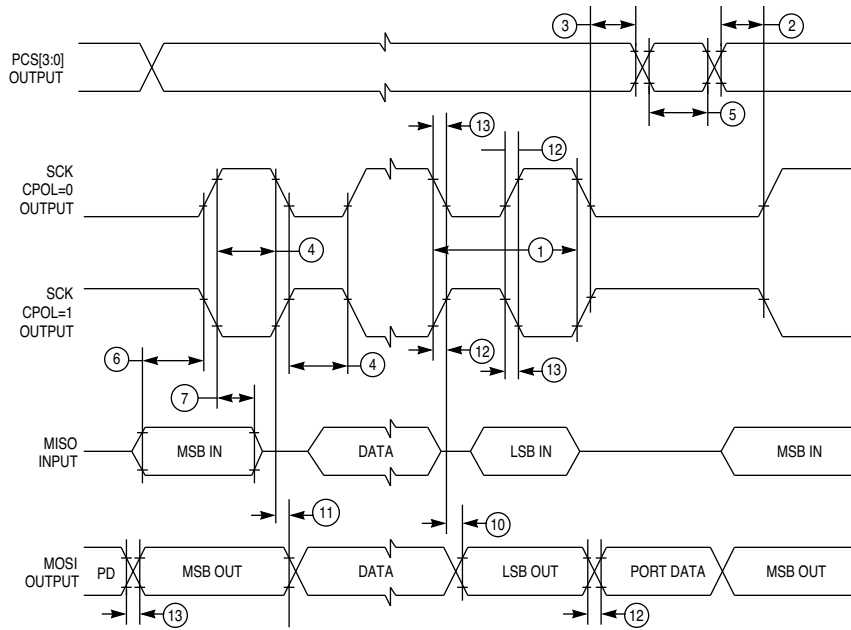 3
2
PCS[3:0]
OUTPUT
5
13
12
SCK
CPOL=0
OUTPUT
4
1
SCK
CPOL=1
OUTPUT
6
4
12
13
7
MISO
INPUT
MSB IN
DATA
LSB IN
MSB IN
11
10
MOSI
OUTPUT
PD
MSB OUT
DATA
LSB OUT
PORT DATA
MSB OUT
13
12